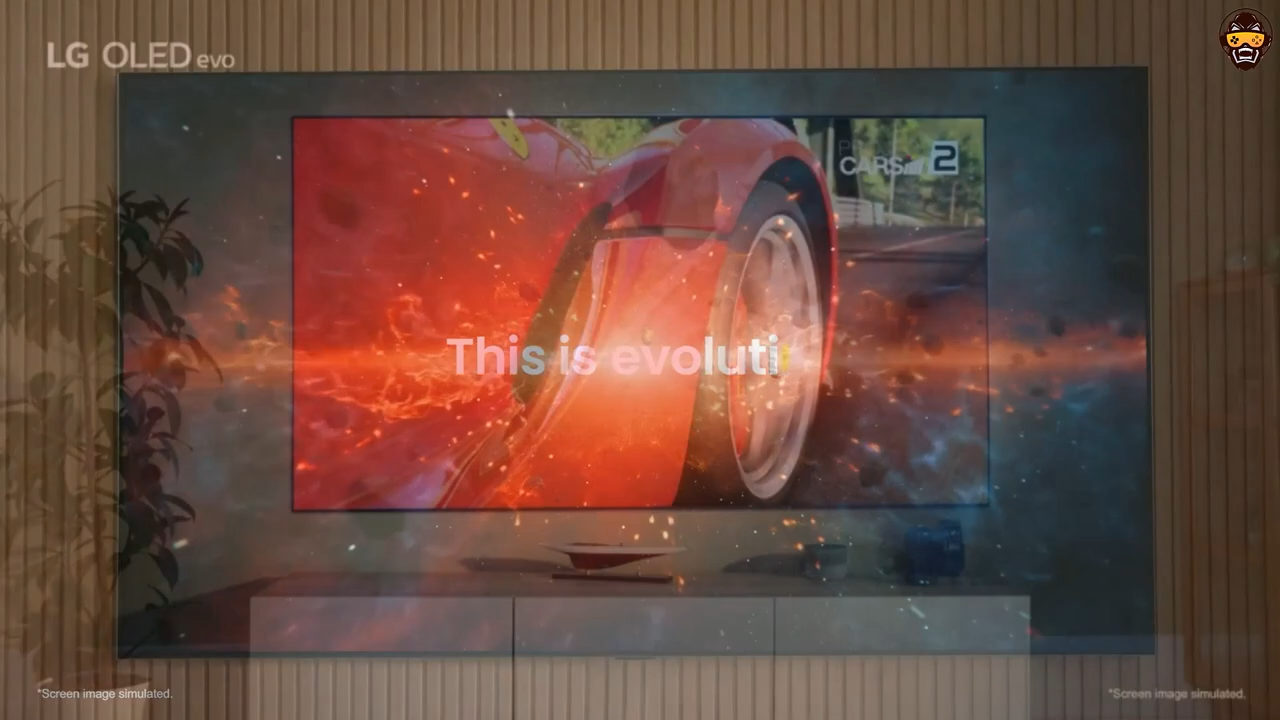 LG OLED evo
CARS 2
This is evoluti
*Screen image simulated.
*Screen image simulated.